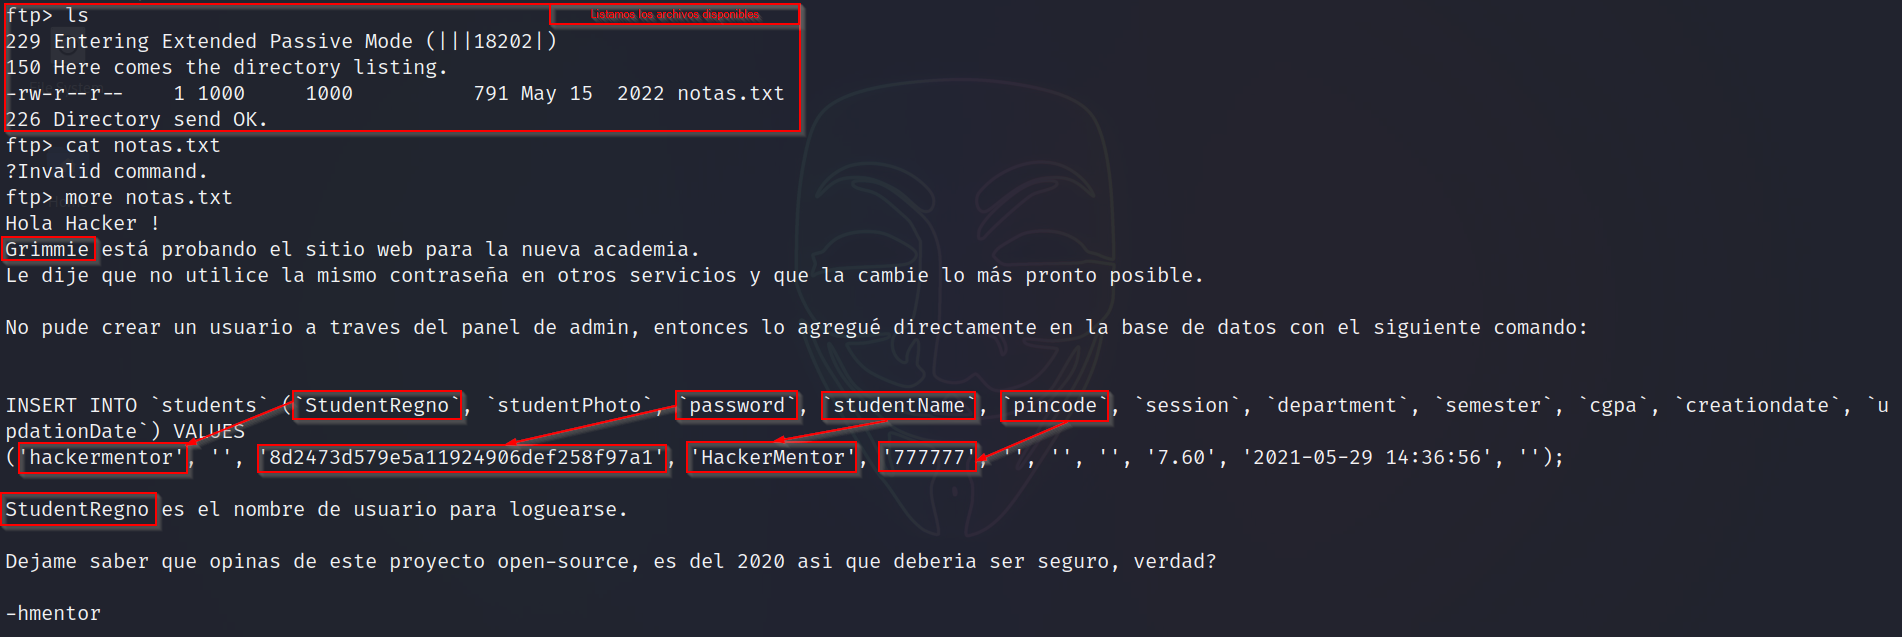 ftp> ls
Listamos los archivos disponibles
229 Entering Extended Passive Mode (|||18202|)
150 Here comes the directory listing.
-rw-r--r--    1 1000     1000          791 May 15  2022 notas.txt
226 Directory send OK.
ftp> cat notas.txt
?Invalid command.
ftp> more notas.txt
Hola Hacker !
Grimmie está probando el sitio web para la nueva academia.
Le dije que no utilice la mismo contraseña en otros servicios y que la cambie lo más pronto posible.
No pude crear un usuario a traves del panel de admin, entonces lo agregué directamente en la base de datos con el siguiente comando:
INSERT INTO `students` (`StudentRegno`, `studentPhoto`, `password`, `studentName`, `pincode`, `session`, `department`, `semester`, `cgpa`, `creationdate`, `u
pdationDate`) VALUES
('hackermentor', '', '8d2473d579e5a11924906def258f97a1', 'HackerMentor', '777777', '', '', '', '7.60', '2021-05-29 14:36:56', '');
StudentRegno es el nombre de usuario para loguearse.
Dejame saber que opinas de este proyecto open-source, es del 2020 asi que deberia ser seguro, verdad?
-hmentor